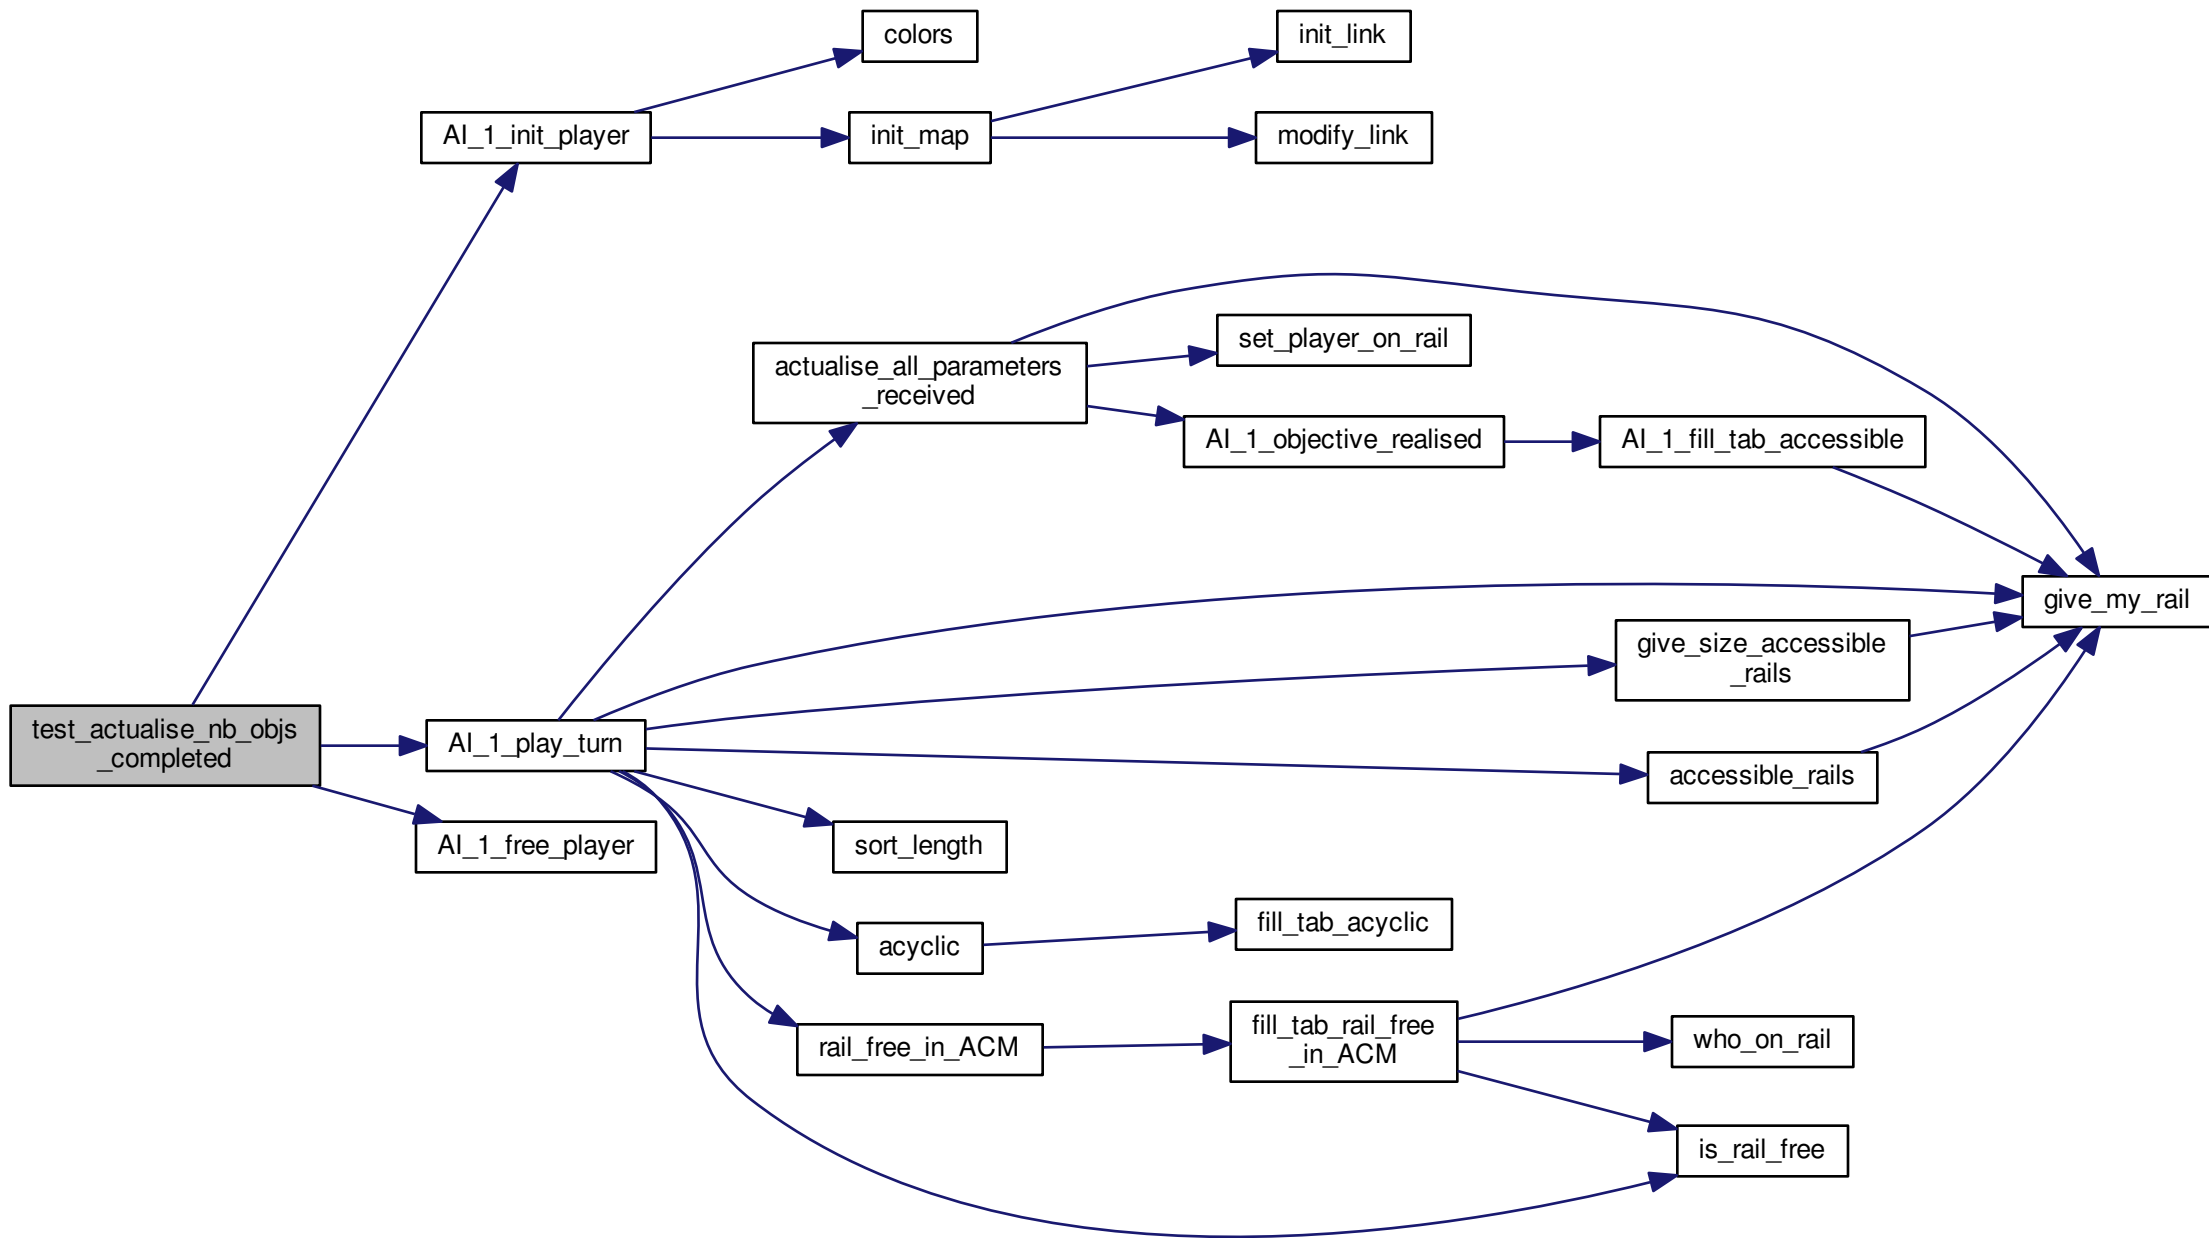 colors
init_link
AI_1_init_player
init_map
modify_link
set_player_on_rail
actualise_all_parameters
_received
AI_1_objective_realised
AI_1_fill_tab_accessible
give_my_rail
give_size_accessible
_rails
test_actualise_nb_objs
_completed
AI_1_play_turn
accessible_rails
AI_1_free_player
sort_length
fill_tab_acyclic
acyclic
rail_free_in_ACM
fill_tab_rail_free
_in_ACM
who_on_rail
is_rail_free